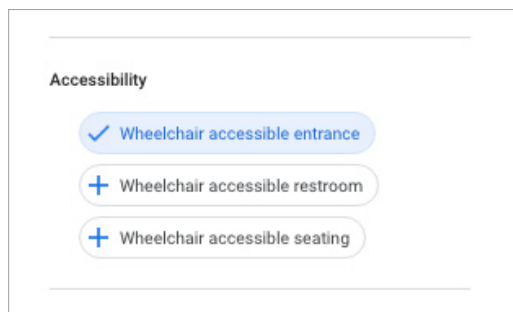 Accessibility
Wheelchair accessible entrance
Wheelchair accessible restroom
Wheelchair accessible seating